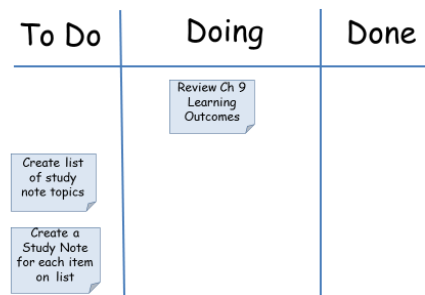 To Do
Doing
Done
Review Ch 9
Learning
Outcomes
Create list
of study
note topics
Create a
Study Note
for each item
on list